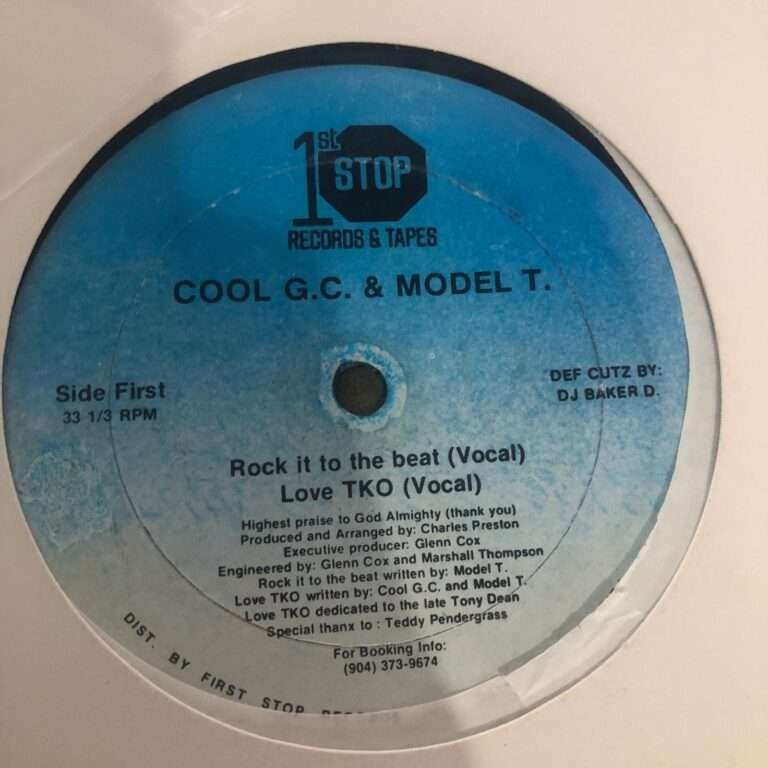 1st STOP
RECORDS & TAPES
COOL G.C. & MODEL T.
Side First
33 1/3 RPM
DEF CUTZ BY:
DJ BAKER D.
Rock it to the beat (Vocal)
Love TKO (Vocal)
Highest praise to God Almighty (thank you)
Produced and Arranged by: Charles Preston
Executive producer: Glenn Cox
Engineered by: Glenn Cox and Marshall Thompson
Rock it to the beat written by: Model T.
Love TKO written by: Cool G.C. and Model T.
Love TKO dedicated to the late Tony Dean
Special thanx to : Teddy Pendergrass
For Booking Info:
(904) 373-9674
DIST. BY FIRST STOP